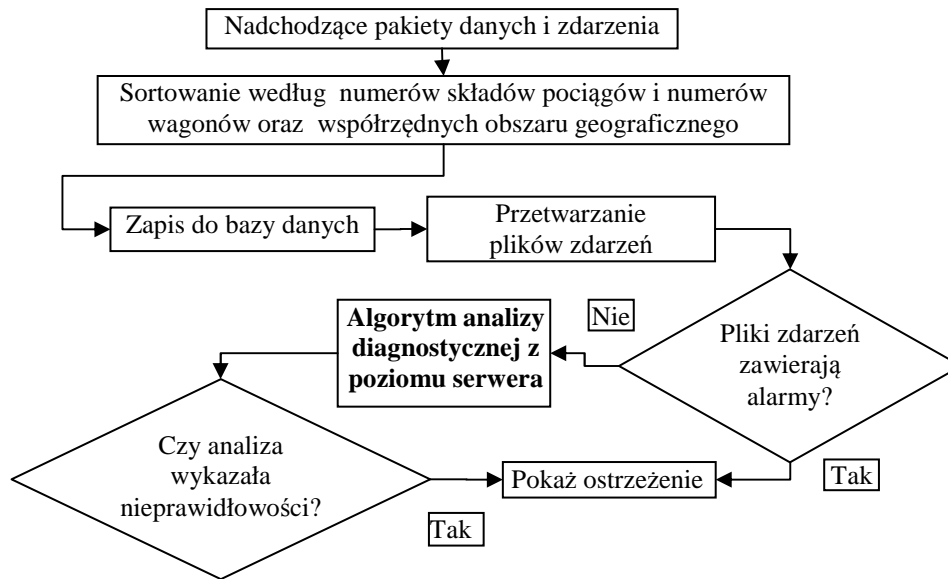 Nadchodzące pakiety danych i zdarzenia
Sortowanie według numerów składów pociągów i numerów
wagonów oraz współrzędnych obszaru geograficznego
Zapis do bazy danych
Przetwarzanie
plików zdarzeń
Pliki zdarzeń
zawierają
alarmy?
Nie
Algorytm analizy
diagnostycznej z
poziomu serwera
Czy analiza
wykazała
nieprawidłowości?
Tak
Pokaż ostrzeżenie
Tak